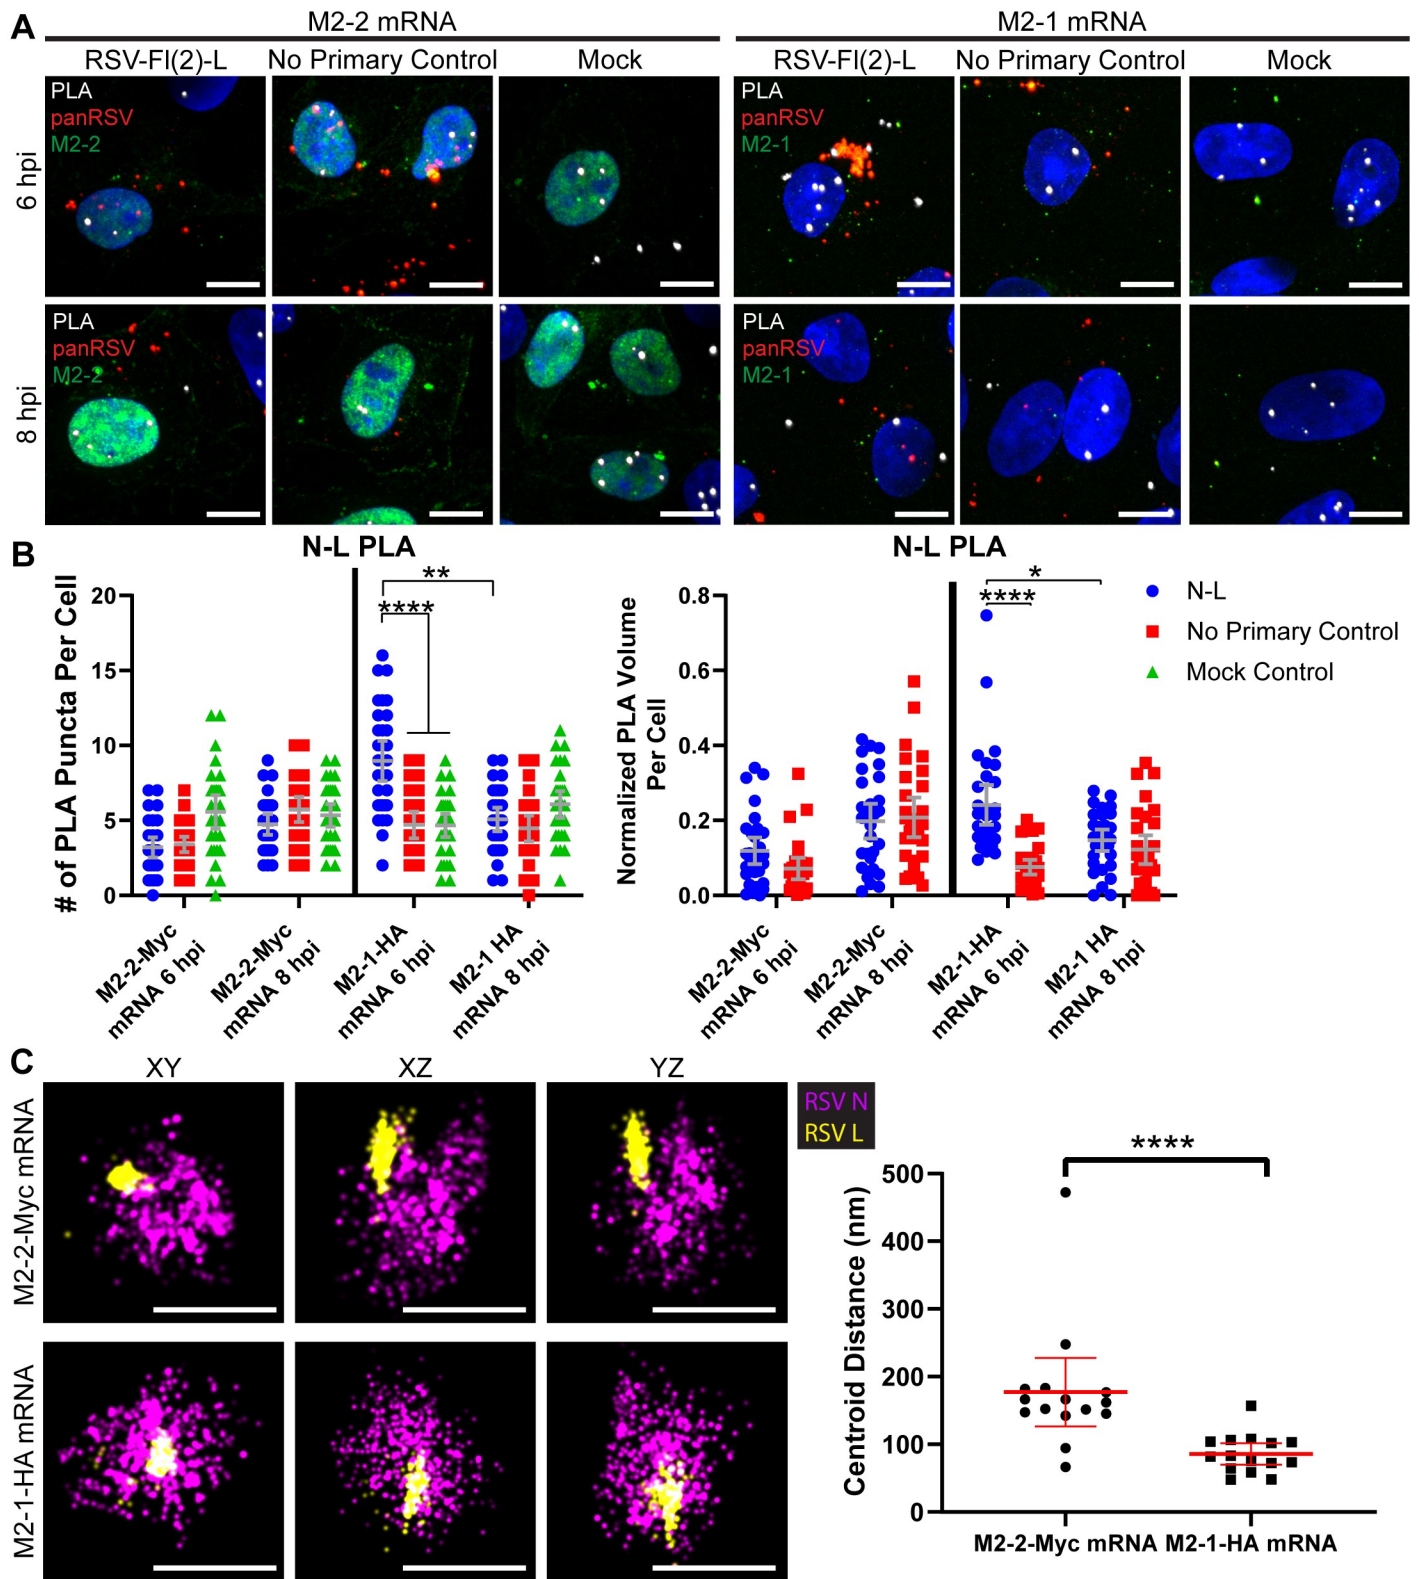 A
M2-2 mRNA
M2-1 mRNA
RSV-FI(2)-L
No Primary Control
Mock
RSV-FI(2)-L
No Primary Control
Mock
6 hpi
PLA
panRSV
M2-2
PLA
panRSV
M2-1
8 hpi
PLA
panRSV
M2-2
PLA
panRSV
M2-1
B
N-L PLA
# of PLA Puncta Per Cell
20
15
10
5
0
**
****
M2-2-Myc
mRNA 6 hpi
M2-2-Myc
mRNA 8 hpi
M2-1-HA
mRNA 6 hpi
M2-1 HA
mRNA 8 hpi
N-L PLA
Normalized PLA Volume
Per Cell
0.8
0.6
0.4
0.2
0.0
*
****
M2-2-Myc
mRNA 6 hpi
M2-2-Myc
mRNA 8 hpi
M2-1-HA
mRNA 6 hpi
M2-1 HA
mRNA 8 hpi
N-L
No Primary Control
Mock Control
C
XY
XZ
YZ
M2-2-Myc mRNA
M2-1-HA mRNA
RSV N
RSV L
Centroid Distance (nm)
500
400
300
200
100
0
****
M2-2-Myc mRNA
M2-1-HA mRNA